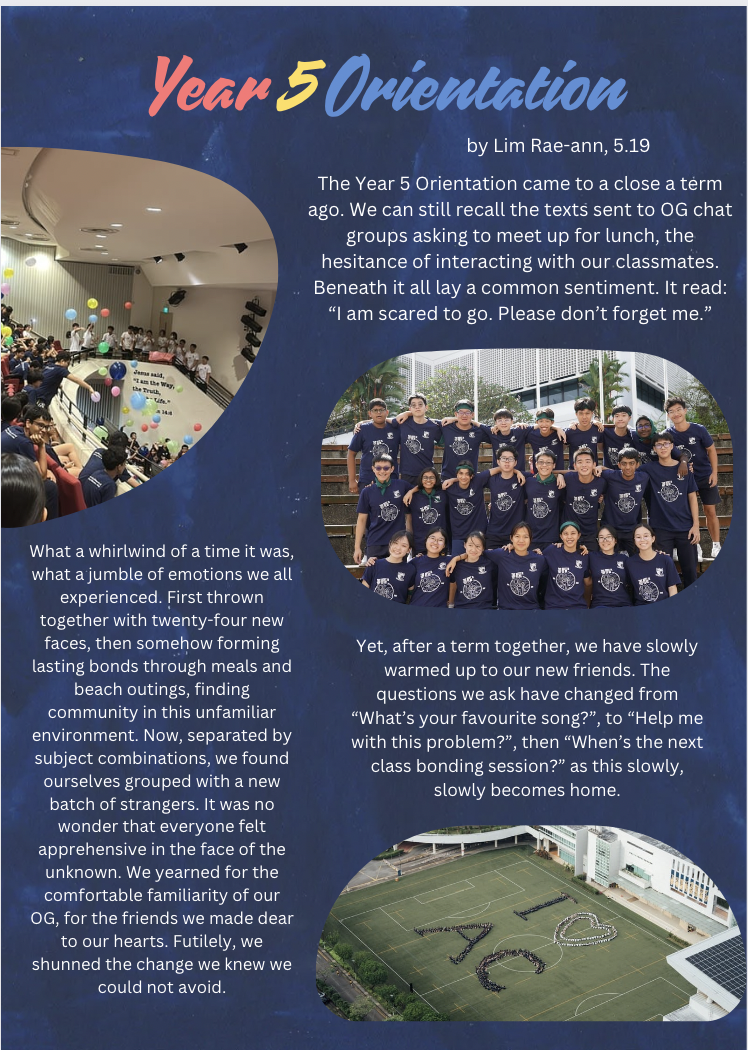 Year 5 Orientation
by Lim Rae-ann, 5.19
The Year 5 Orientation came to a close a term
ago. We can still recall the texts sent to OG chat
groups asking to meet up for lunch, the
hesitance of interacting with our classmates.
Beneath it all lay a common sentiment. It read:
“I am scared to go. Please don’t forget me.”
Jesus said,
"I am the Way,
the Truth,
Life."
What a whirlwind of a time it was,
what a jumble of emotions we all
experienced. First thrown
together with twenty-four new
faces, then somehow forming
lasting bonds through meals and
beach outings, finding
community in this unfamiliar
environment. Now, separated by
subject combinations, we found
ourselves grouped with a new
batch of strangers. It was no
wonder that everyone felt
apprehensive in the face of the
unknown. We yearned for the
comfortable familiarity of our
OG, for the friends we made dear
to our hearts. Futilely, we
shunned the change we knew we
could not avoid.
Yet, after a term together, we have slowly
warmed up to our new friends. The
questions we ask have changed from
“What’s your favourite song?”, to “Help me
with this problem?”, then “When’s the next
class bonding session?” as this slowly,
slowly becomes home.
I
AC